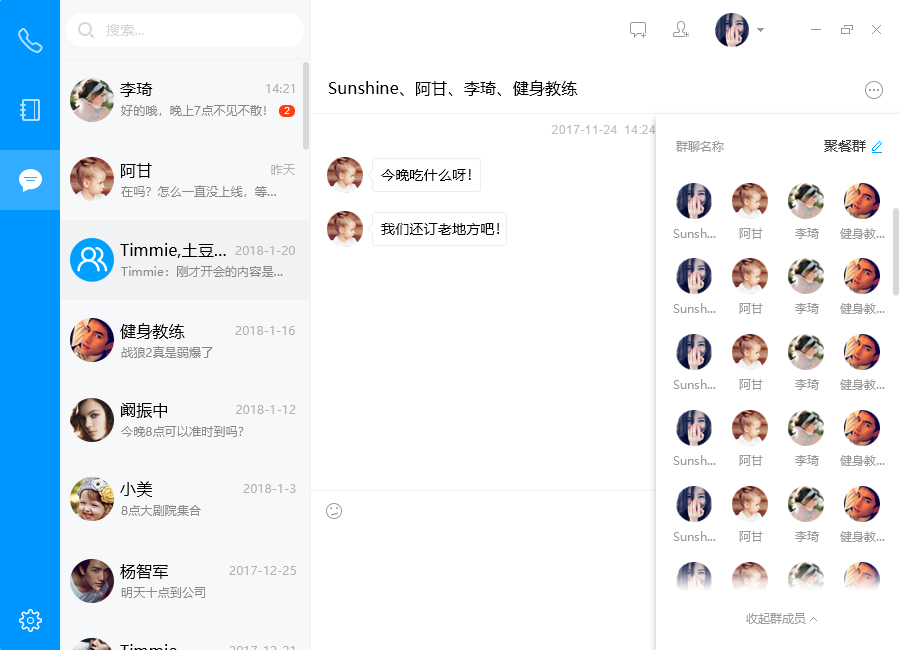 搜索...
李琦 14:21
好的哦，晚上7点不见不散！ 2
阿甘 昨天
在吗？怎么一直没上线，等...
Timmie,土豆... 2018-1-20
Timmie：刚才开会的内容是...
健身教练 2018-1-16
战狼2真是弱爆了
阚振中 2018-1-12
今晚8点可以准时到吗？
小美 2018-1-3
8点大剧院集合
杨智军 2017-12-25
明天十点到公司
Timmie 2017-12-21
Sunshine、阿甘、李琦、健身教练
2017-11-24 14:24
今晚吃什么呀！
我们还订老地方吧！
群聊名称 聚餐群
Sunsh... 阿甘 李琦 健身教...
Sunsh... 阿甘 李琦 健身教...
Sunsh... 阿甘 李琦 健身教...
Sunsh... 阿甘 李琦 健身教...
Sunsh... 阿甘 李琦 健身教...
收起群成员